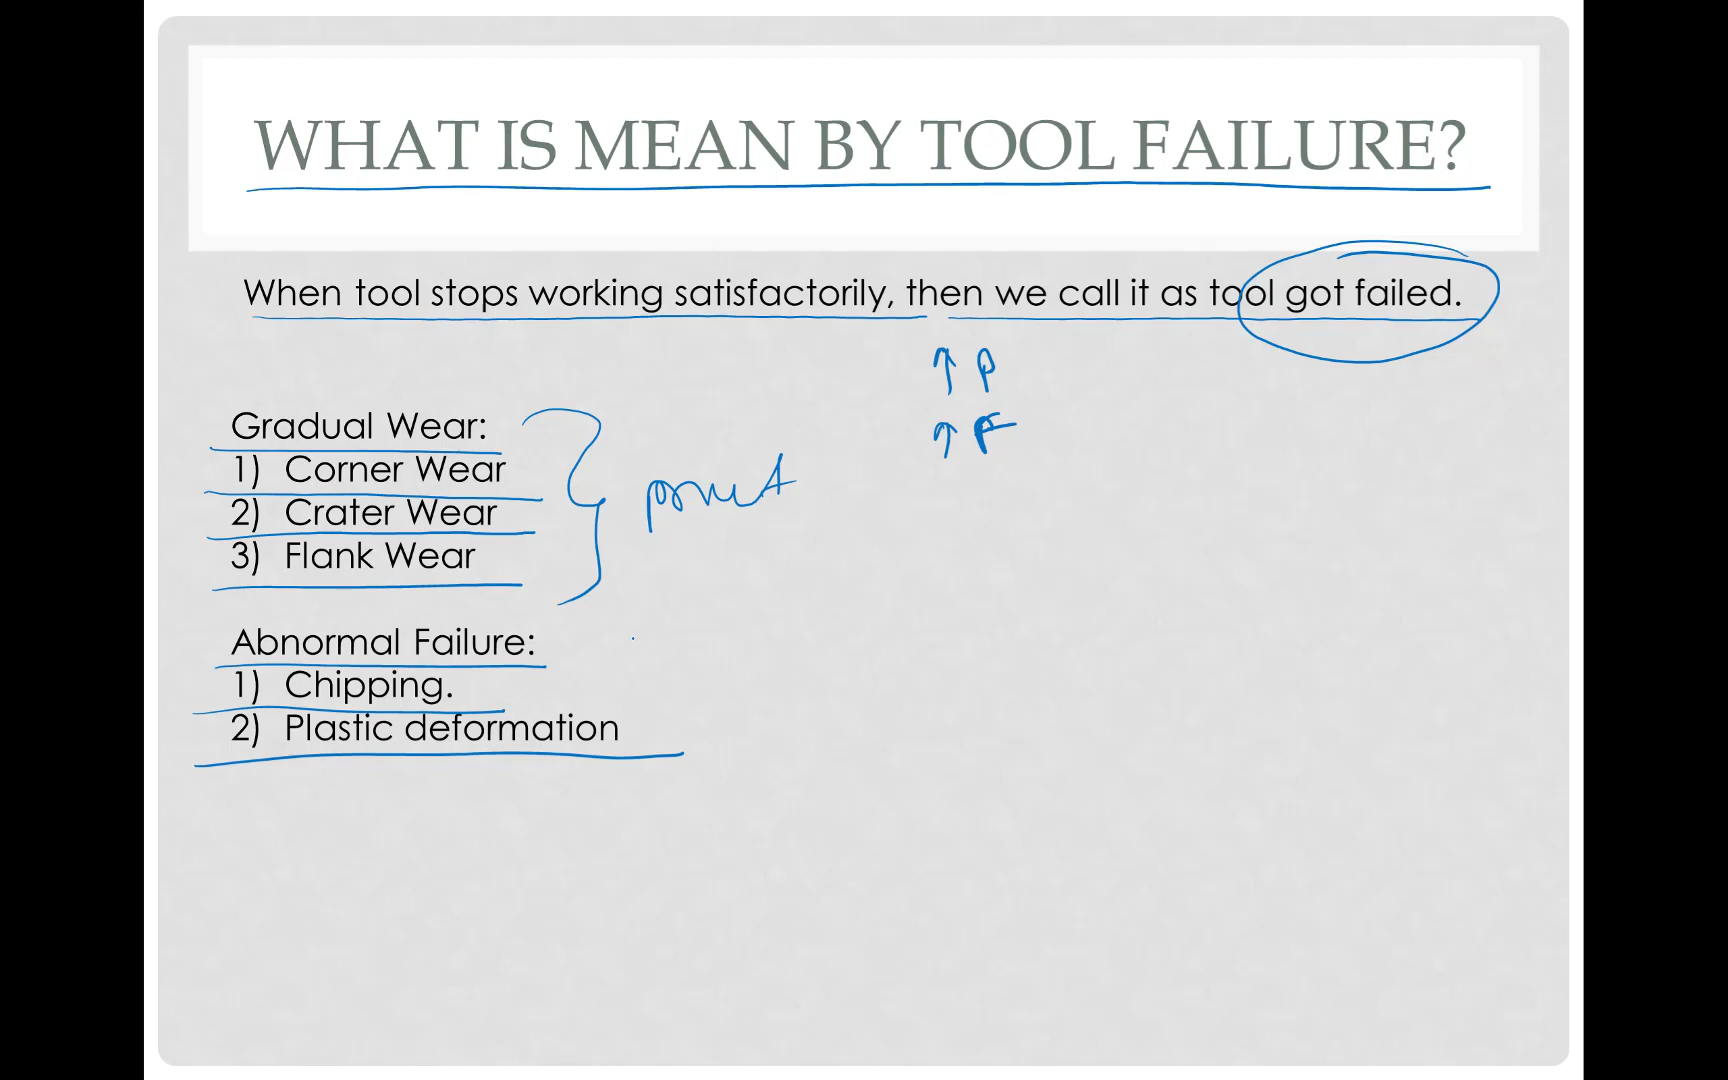 WHAT IS MEAN BY TOOL FAILURE?
When tool stops working satisfactorily, then we call it as tool got failed.
↑ P
↑ F
Gradual Wear:
1) Corner Wear
2) Crater Wear
3) Flank Wear
Abnormal Failure:
1) Chipping.
2) Plastic deformation